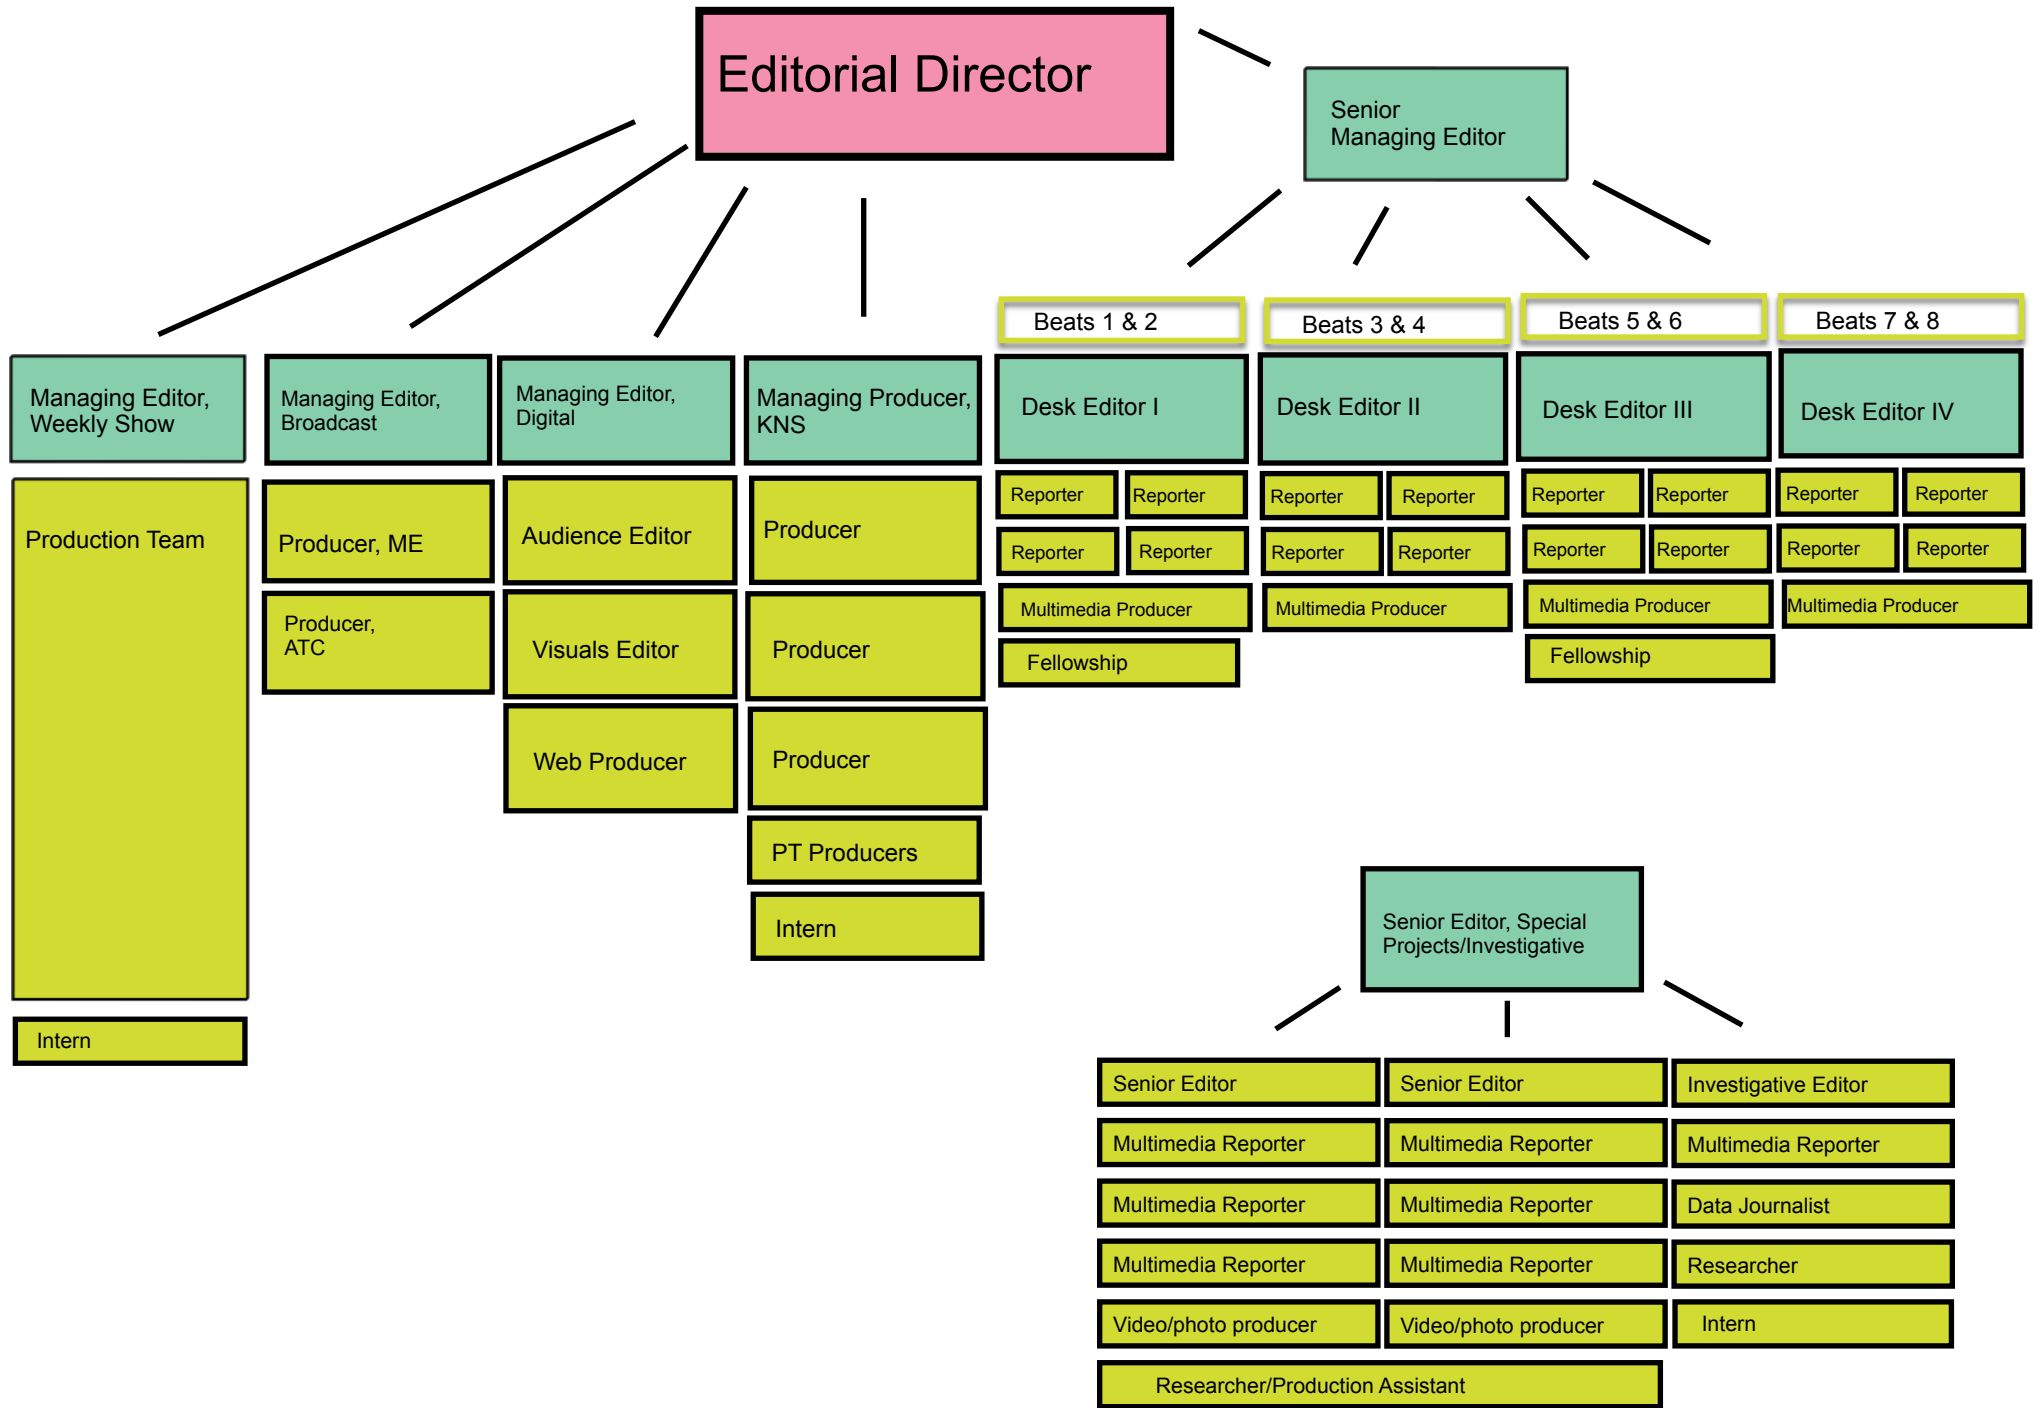 Editorial Director
Senior
Managing Editor
Beats 1 & 2
Beats 3 & 4
Beats 5 & 6
Beats 7 & 8
Managing Editor,
Weekly Show
Managing Editor,
Broadcast
Managing Editor,
Digital
Managing Producer,
KNS
Desk Editor I
Desk Editor II
Desk Editor III
Desk Editor IV
Production Team
Intern
Producer, ME
Producer,
ATC
Audience Editor
Visuals Editor
Web Producer
Producer
Producer
Producer
PT Producers
Intern
Reporter
Reporter
Reporter
Reporter
Multimedia Producer
Fellowship
Reporter
Reporter
Reporter
Reporter
Multimedia Producer
Reporter
Reporter
Reporter
Reporter
Multimedia Producer
Fellowship
Reporter
Reporter
Reporter
Reporter
Multimedia Producer
Senior Editor, Special
Projects/Investigative
Senior Editor
Multimedia Reporter
Multimedia Reporter
Multimedia Reporter
Video/photo producer
Senior Editor
Multimedia Reporter
Multimedia Reporter
Multimedia Reporter
Video/photo producer
Investigative Editor
Multimedia Reporter
Data Journalist
Researcher
Intern
Researcher/Production Assistant